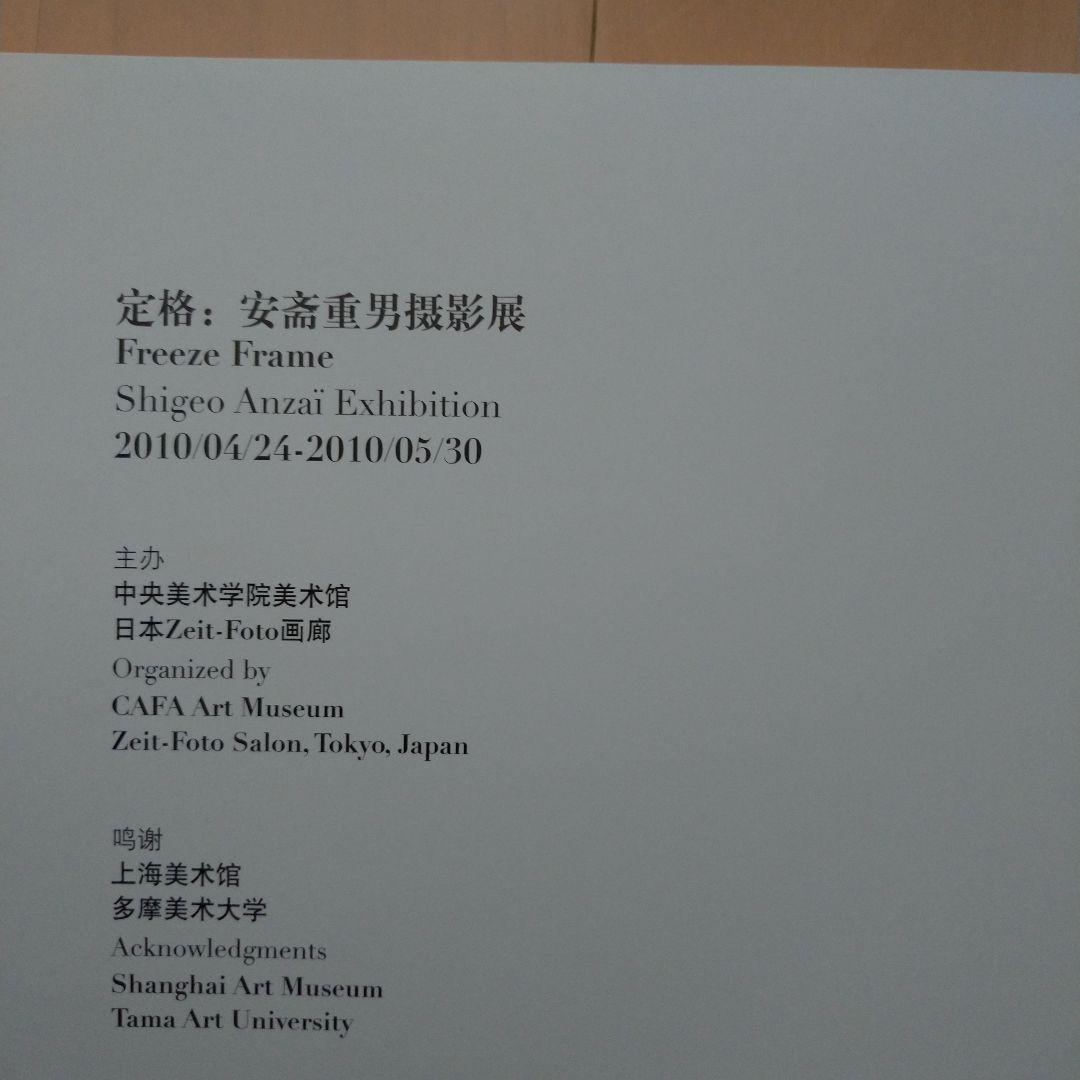 定格：安斋重男摄影展
Freeze Frame
Shigeo Anzaï Exhibition
2010/04/24-2010/05/30
主办
中央美术学院美术馆
日本Zeit-Foto画廊
Organized by
CAFA Art Museum
Zeit-Foto Salon, Tokyo, Japan
鸣谢
上海美术馆
多摩美术大学
Acknowledgments
Shanghai Art Museum
Tama Art University